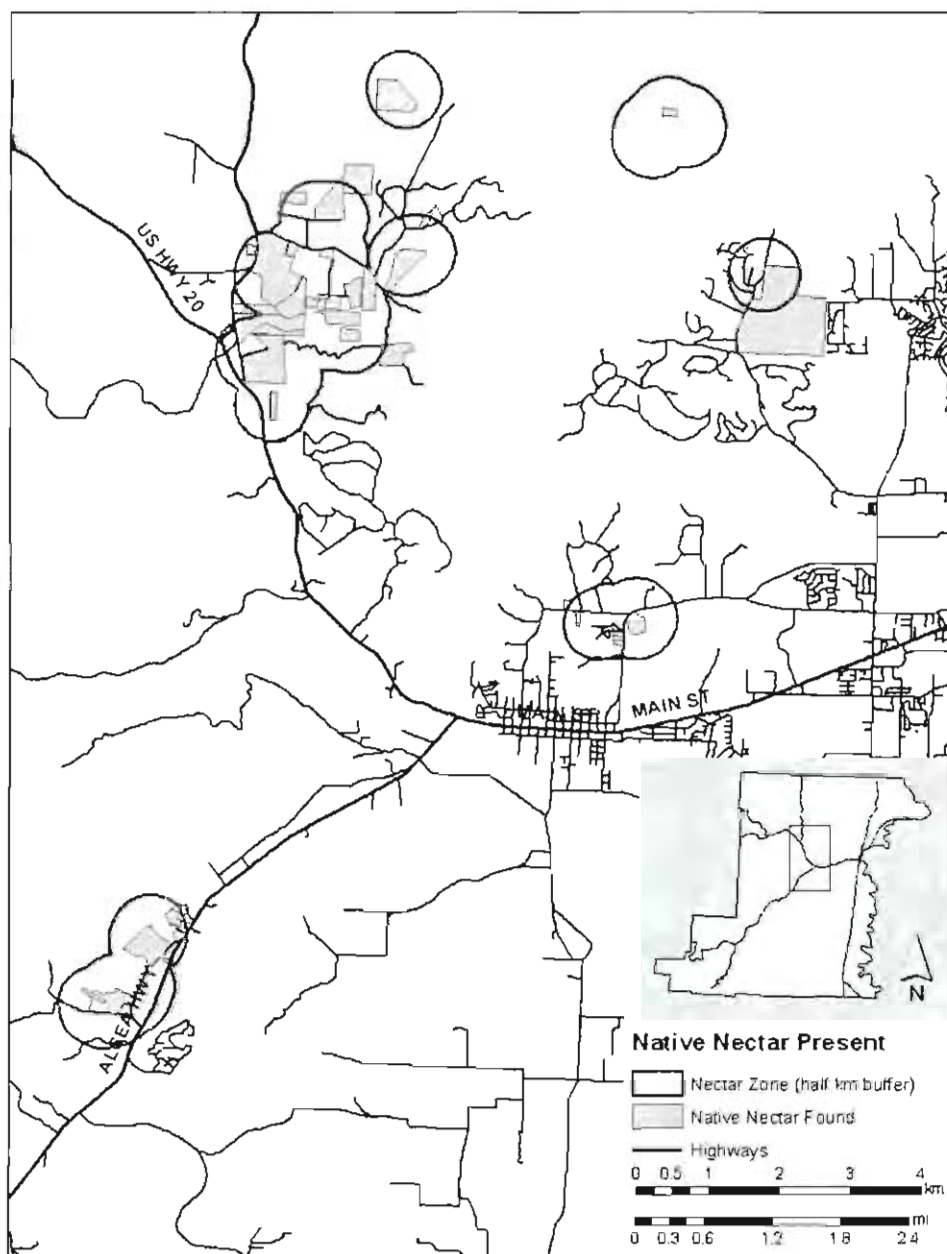 US HWY 20
MAIN ST
MAIN ST
ALSEA HWY
N
Native Nectar Present
Nectar Zone (half km buffer)
Native Nectar Found
Highways
0 0.5 1 2 3 4
km
mi
0 0.3 0.6 1.2 1.8 2.4